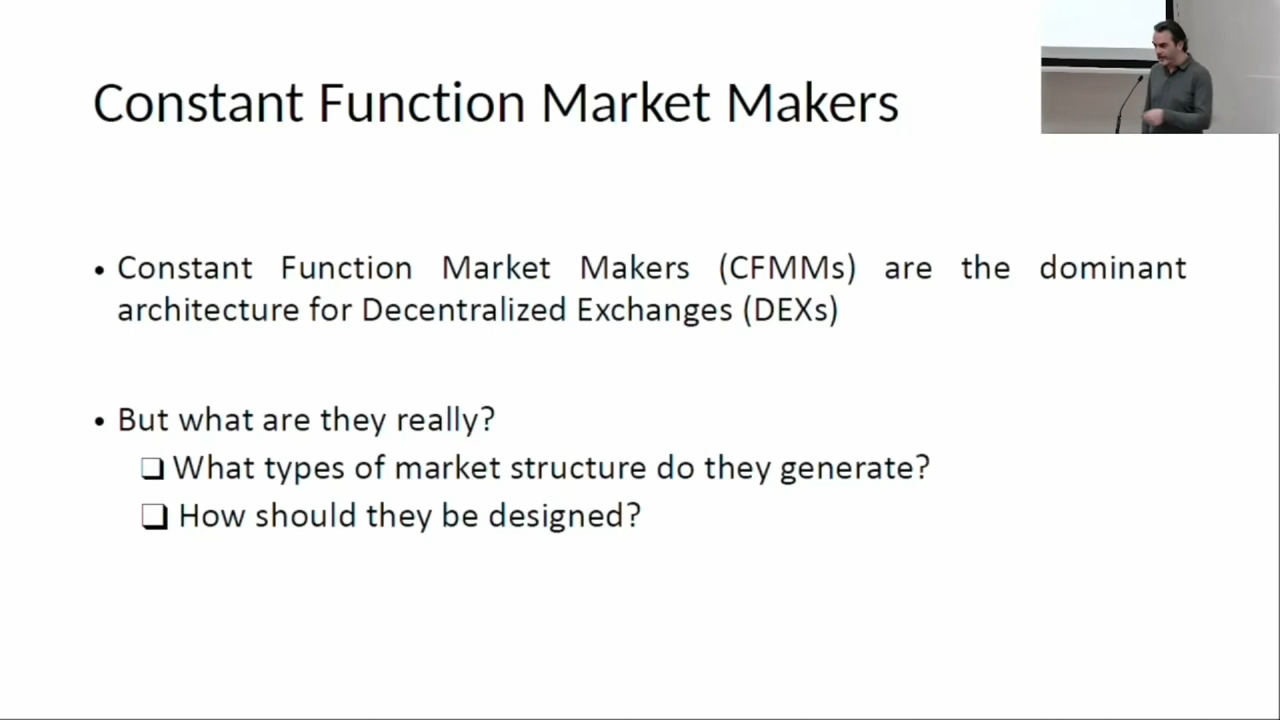 Constant Function Market Makers
• Constant Function Market Makers (CFMMs) are the dominant
architecture for Decentralized Exchanges (DEXs)
• But what are they really?
❑ What types of market structure do they generate?
❑ How should they be designed?